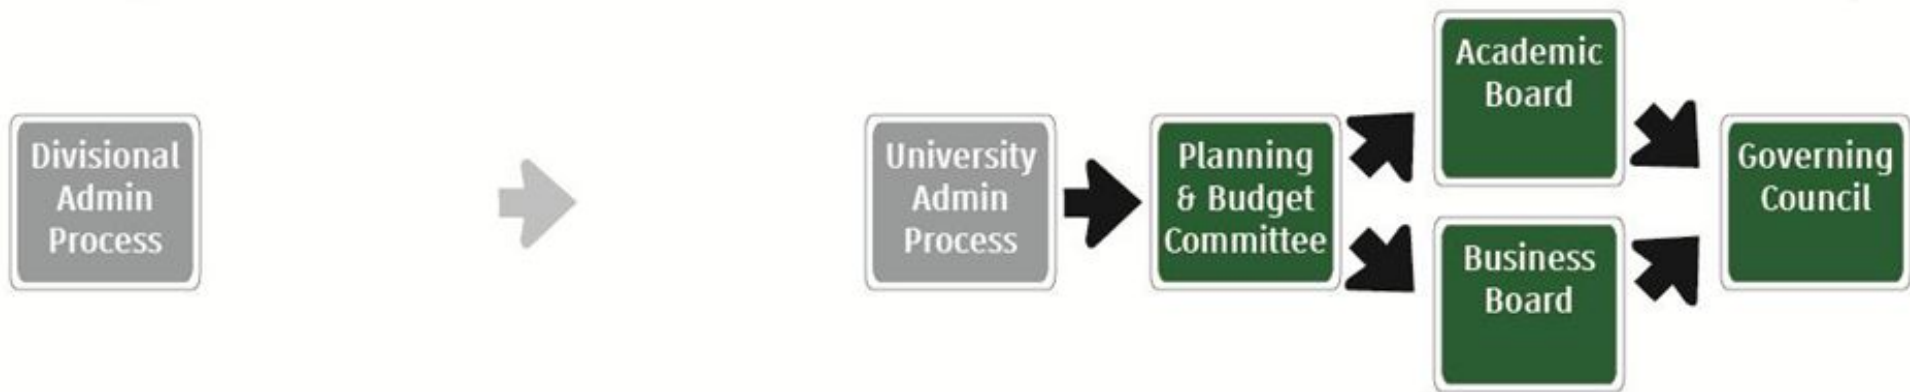 Divisional
Admin
Process
University
Admin
Process
Planning
& Budget
Committee
Academic
Board
Business
Board
Governing
Council